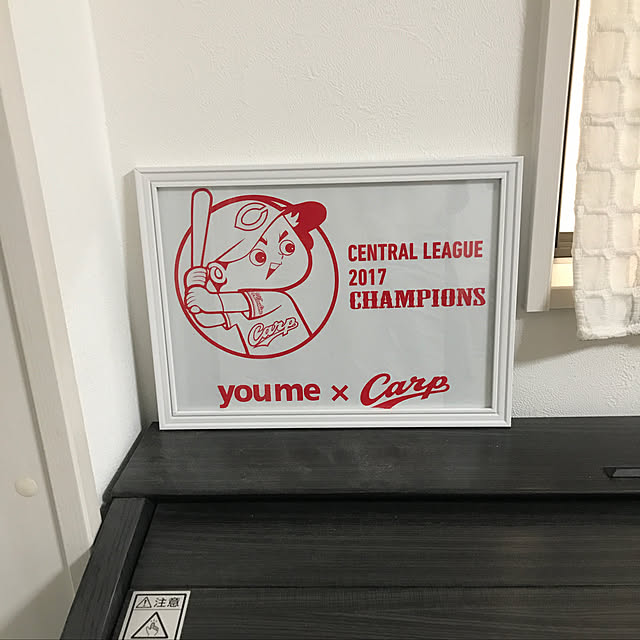 C
Carp
CENTRAL LEAGUE
2017
CHAMPIONS
youme × Carp
注意